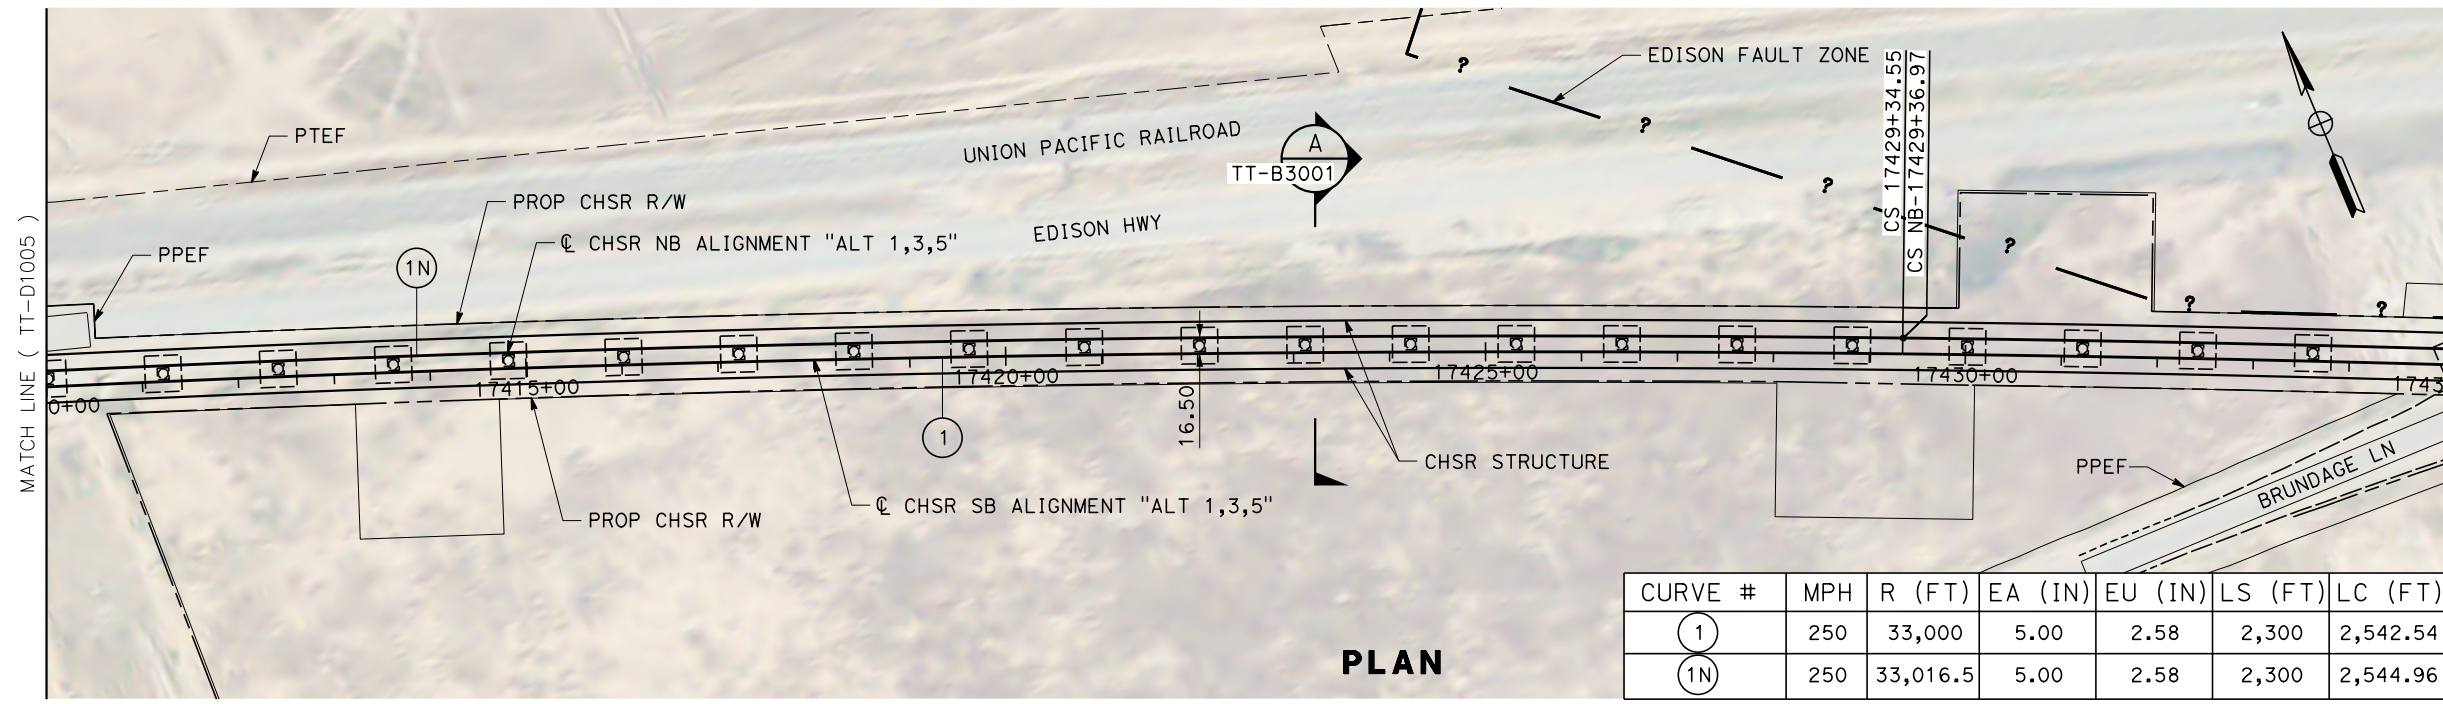 EDISON FAULT ZONE
CS 17429+34.55
CS NB-17429+36.97
PTEF
UNION PACIFIC RAILROAD
A
TT-B3001
PROP CHSR R/W
EDISON HWY
℄ CHSR NB ALIGNMENT "ALT 1,3,5"
PPEF
1N
MATCH LINE ( TT-D1005 )
? ? ? ? ? ?
0+00
17415+00
17420+00
17425+00
17430+00
1743
16.50
1
CHSR STRUCTURE
℄ CHSR SB ALIGNMENT "ALT 1,3,5"
PROP CHSR R/W
PPEF
BRUNDAGE LN
PLAN
CURVE # MPH R (FT) EA (IN) EU (IN) LS (FT) LC (FT)
1 250 33,000 5.00 2.58 2,300 2,542.54
1N 250 33,016.5 5.00 2.58 2,300 2,544.96